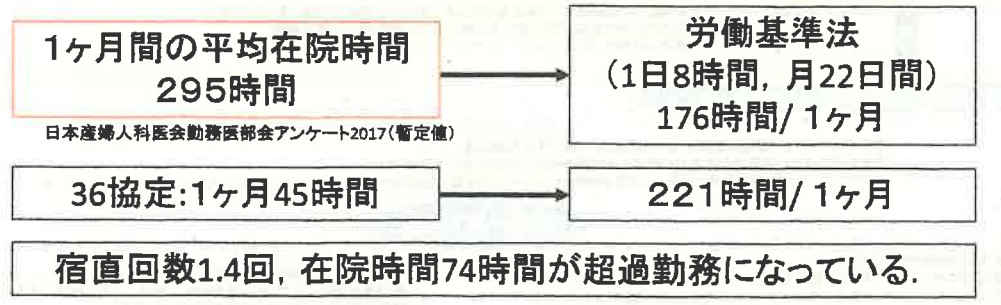 1ヶ月間の平均在院時間
295時間
日本産婦人科医会勤務医部会アンケート2017(暫定値)
労働基準法
(1日8時間, 月22日間)
176時間/ 1ヶ月
36協定:1ヶ月45時間
221時間/ 1ヶ月
宿直回数1.4回, 在院時間74時間が超過勤務になっている.